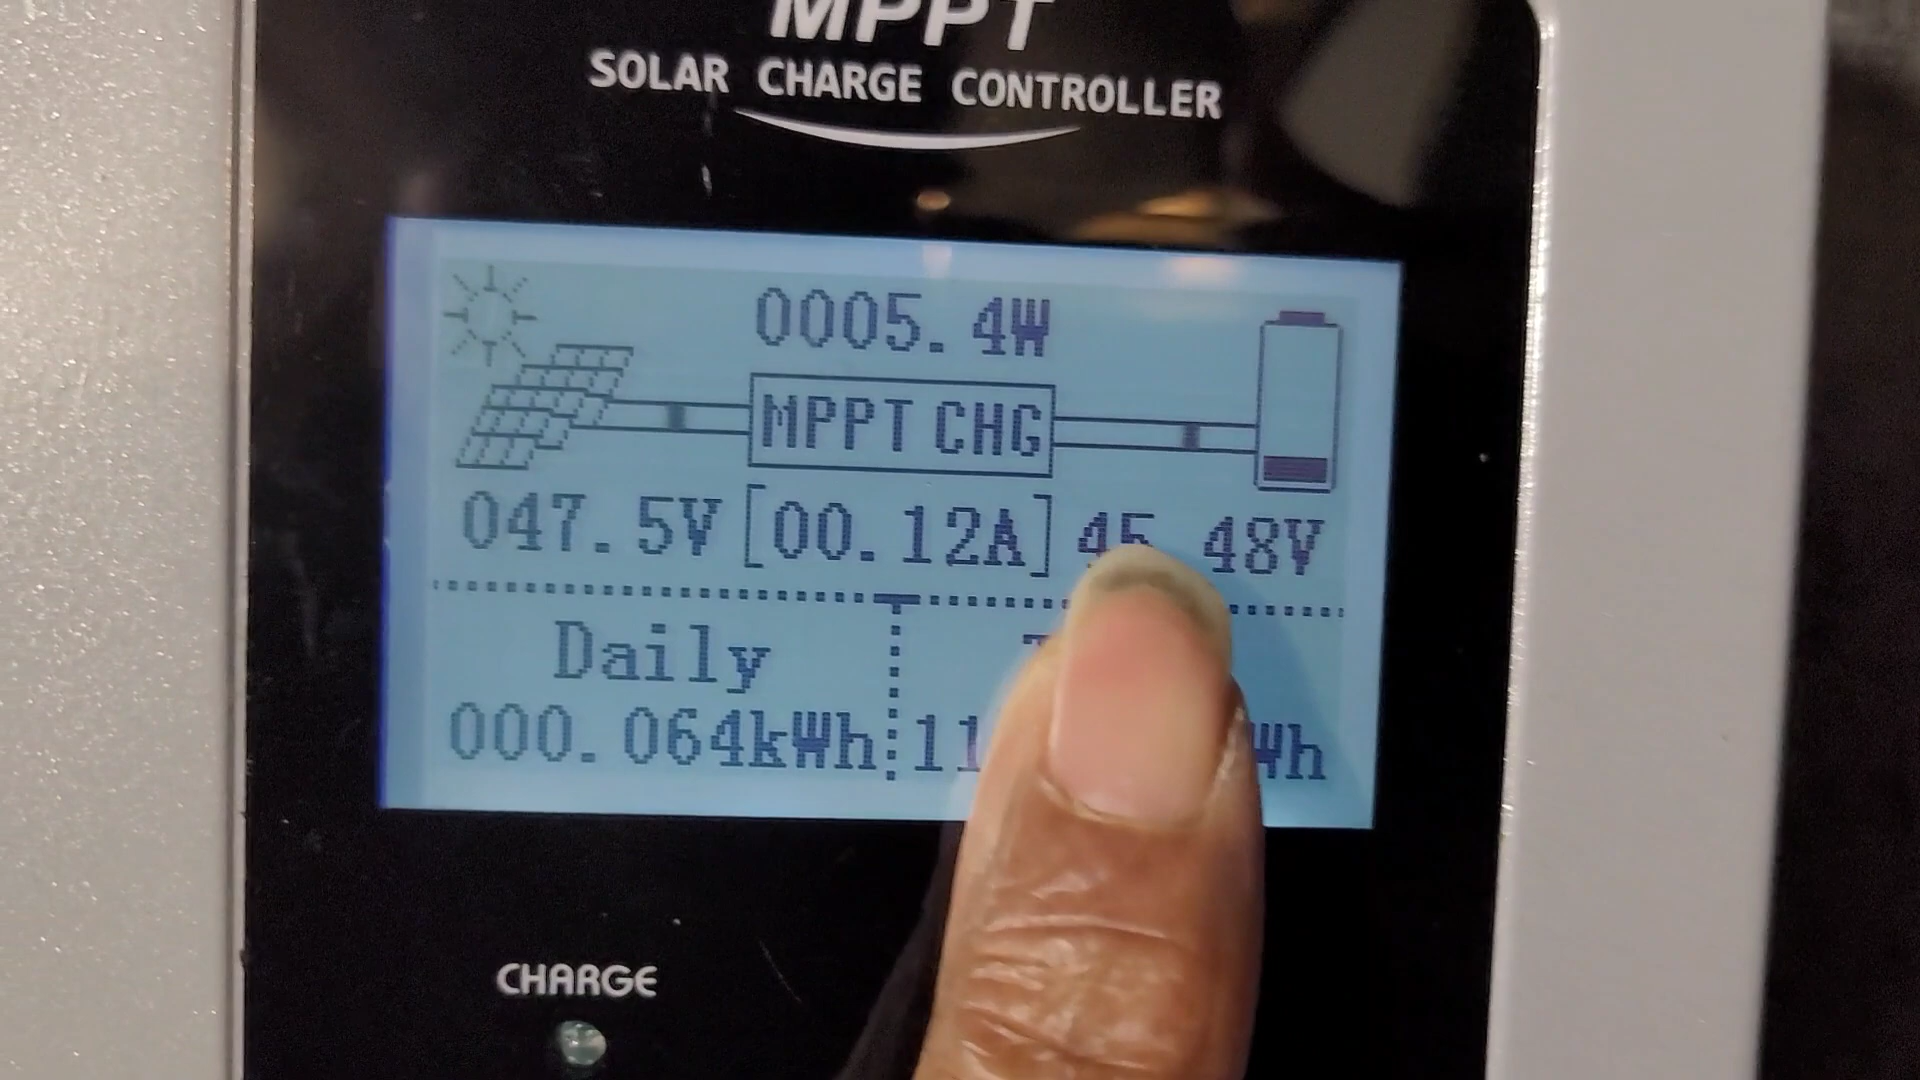 MPPT
SOLAR CHARGE CONTROLLER
0005.4W
MPPT CHG
047.5V [00.12A] 45 48V
Daily
000.064kWh
CHARGE